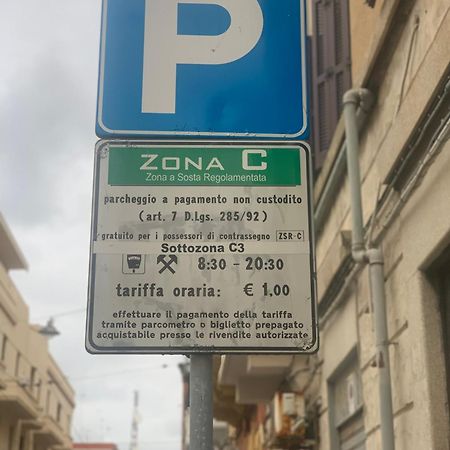 P
ZONA C
Zona a Sosta Regolamentata
parcheggio a pagamento non custodito
(art. 7 D.lgs. 285/92)
gratuito per i possessori di contrassegno ZSR-C
Sottozona C3
8:30 - 20:30
tariffa oraria: € 1,00
effettuare il pagamento della tariffa
tramite parcometro o biglietto prepagato
acquistabile presso le rivendite autorizzate